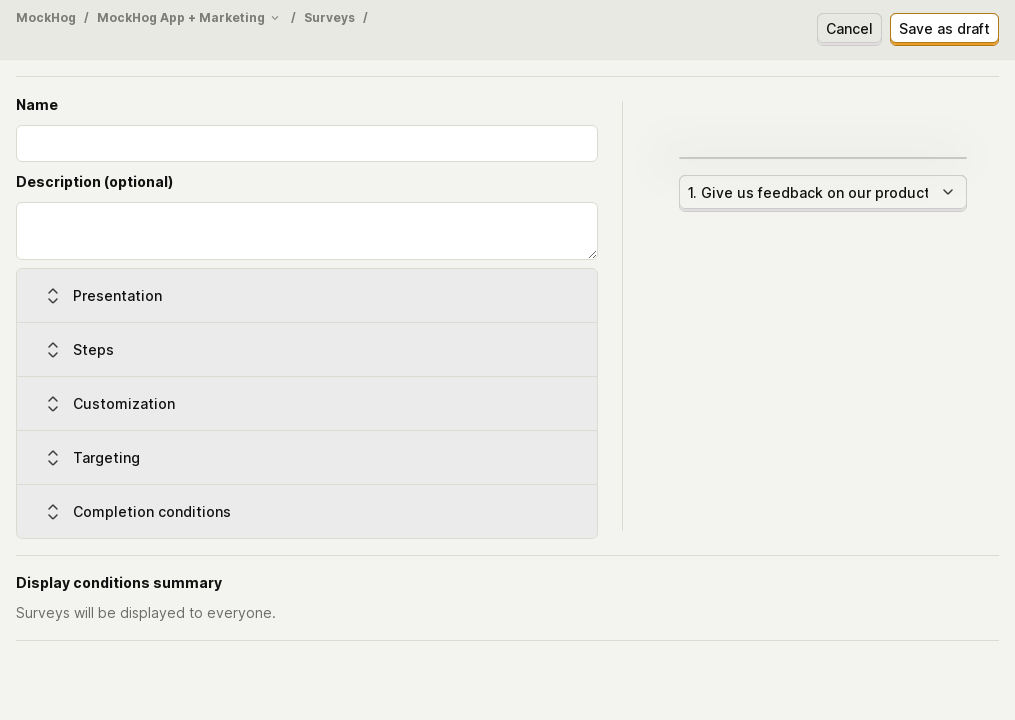 MockHog / MockHog App + Marketing / Surveys /
Cancel
Save as draft
Name
Description (optional)
Presentation
Steps
Customization
Targeting
Completion conditions
1. Give us feedback on our product
Display conditions summary
Surveys will be displayed to everyone.